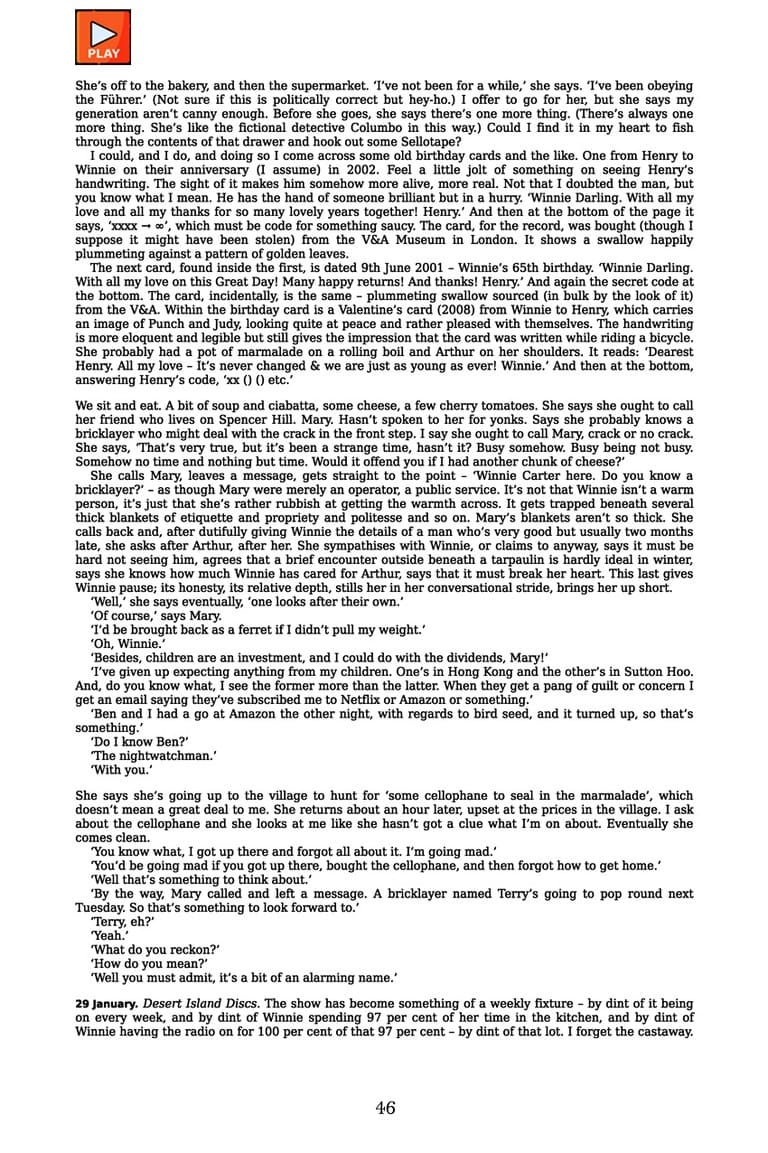 PLAY
She's off to the bakery, and then the supermarket. ‘I've not been for a while,’ she says. ‘I've been obeying
the Führer.’ (Not sure if this is politically correct but hey-ho.) I offer to go for her, but she says my
generation aren't canny enough. Before she goes, she says there's one more thing. (There's always one
more thing. She's like the fictional detective Columbo in this way.) Could I find it in my heart to fish
through the contents of that drawer and hook out some Sellotape?
I could, and I do, and doing so I come across some old birthday cards and the like. One from Henry to
Winnie on their anniversary (I assume) in 2002. Feel a little jolt of something on seeing Henry's
handwriting. The sight of it makes him somehow more alive, more real. Not that I doubted the man, but
you know what I mean. He has the hand of someone brilliant but in a hurry. ‘Winnie Darling. With all my
love and all my thanks for so many lovely years together! Henry.’ And then at the bottom of the page it
says, ‘xxxx → ∞’, which must be code for something saucy. The card, for the record, was bought (though I
suppose it might have been stolen) from the V&A Museum in London. It shows a swallow happily
plummeting against a pattern of golden leaves.
The next card, found inside the first, is dated 9th June 2001 – Winnie's 65th birthday. ‘Winnie Darling.
With all my love on this Great Day! Many happy returns! And thanks! Henry.’ And again the secret code at
the bottom. The card, incidentally, is the same – plummeting swallow sourced (in bulk by the look of it)
from the V&A. Within the birthday card is a Valentine's card (2008) from Winnie to Henry, which carries
an image of Punch and Judy, looking quite at peace and rather pleased with themselves. The handwriting
is more eloquent and legible but still gives the impression that the card was written while riding a bicycle.
She probably had a pot of marmalade on a rolling boil and Arthur on her shoulders. It reads: ‘Dearest
Henry. All my love – It's never changed & we are just as young as ever! Winnie.’ And then at the bottom,
answering Henry's code, ‘xx () () etc.’
We sit and eat. A bit of soup and ciabatta, some cheese, a few cherry tomatoes. She says she ought to call
her friend who lives on Spencer Hill. Mary. Hasn't spoken to her for yonks. Says she probably knows a
bricklayer who might deal with the crack in the front step. I say she ought to call Mary, crack or no crack.
She says, ‘That's very true, but it's been a strange time, hasn't it? Busy somehow. Busy being not busy.
Somehow no time and nothing but time. Would it offend you if I had another chunk of cheese?’
She calls Mary, leaves a message, gets straight to the point – ‘Winnie Carter here. Do you know a
bricklayer?’ – as though Mary were merely an operator, a public service. It's not that Winnie isn't a warm
person, it's just that she's rather rubbish at getting the warmth across. It gets trapped beneath several
thick blankets of etiquette and propriety and politesse and so on. Mary's blankets aren't so thick. She
calls back and, after dutifully giving Winnie the details of a man who's very good but usually two months
late, she asks after Arthur, after her. She sympathises with Winnie, or claims to anyway, says it must be
hard not seeing him, agrees that a brief encounter outside beneath a tarpaulin is hardly ideal in winter,
says she knows how much Winnie has cared for Arthur, says that it must break her heart. This last gives
Winnie pause; its honesty, its relative depth, stills her in her conversational stride, brings her up short.
‘Well,’ she says eventually, ‘one looks after their own.’
‘Of course,’ says Mary.
‘I'd be brought back as a ferret if I didn't pull my weight.’
‘Oh, Winnie.’
‘Besides, children are an investment, and I could do with the dividends, Mary!’
‘I've given up expecting anything from my children. One's in Hong Kong and the other's in Sutton Hoo.
And, do you know what, I see the former more than the latter. When they get a pang of guilt or concern I
get an email saying they've subscribed me to Netflix or Amazon or something.’
‘Ben and I had a go at Amazon the other night, with regards to bird seed, and it turned up, so that's
something.’
‘Do I know Ben?’
‘The nightwatchman.’
‘With you.’
She says she's going up to the village to hunt for ‘some cellophane to seal in the marmalade’, which
doesn't mean a great deal to me. She returns about an hour later, upset at the prices in the village. I ask
about the cellophane and she looks at me like she hasn't got a clue what I'm on about. Eventually she
comes clean.
‘You know what, I got up there and forgot all about it. I'm going mad.’
‘You'd be going mad if you got up there, bought the cellophane, and then forgot how to get home.’
‘Well that's something to think about.’
‘By the way, Mary called and left a message. A bricklayer named Terry's going to pop round next
Tuesday. So that's something to look forward to.’
‘Terry, eh?’
‘Yeah.’
‘What do you reckon?’
‘How do you mean?’
‘Well you must admit, it's a bit of an alarming name.’
29 January. Desert Island Discs. The show has become something of a weekly fixture – by dint of it being
on every week, and by dint of Winnie spending 97 per cent of her time in the kitchen, and by dint of
Winnie having the radio on for 100 per cent of that 97 per cent – by dint of that lot. I forget the castaway.
46